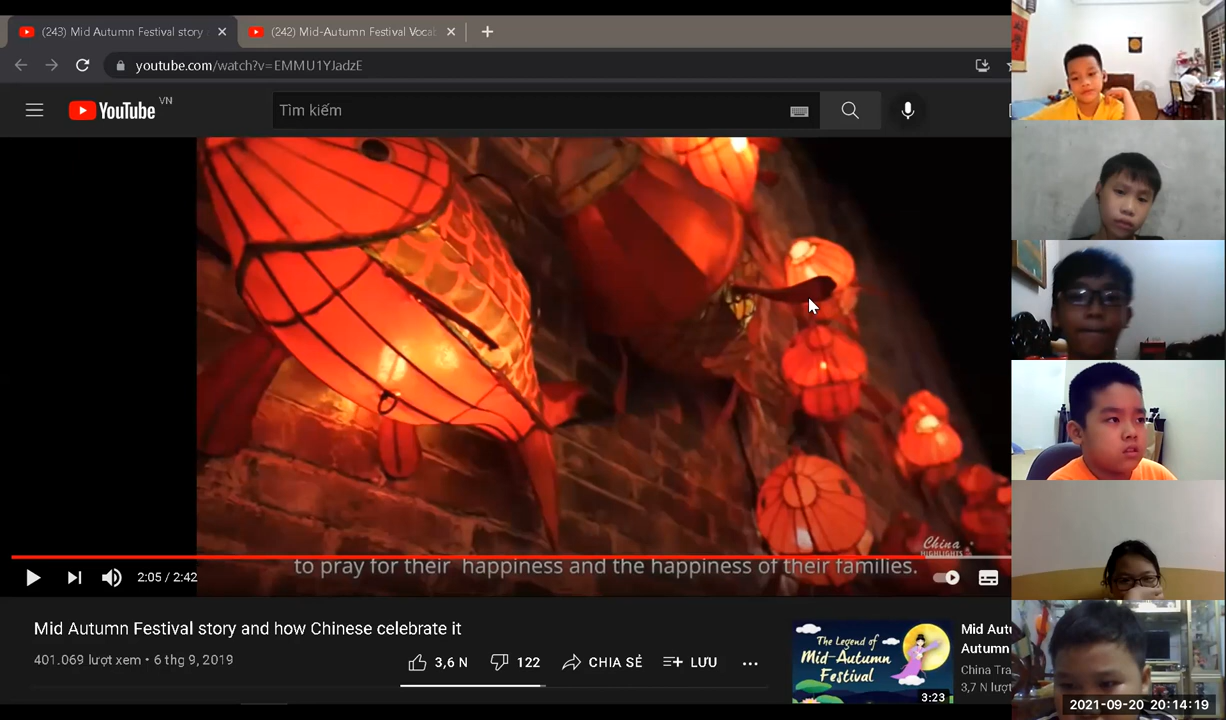 (243) Mid Autumn Festival story
(242) Mid-Autumn Festival Vocab
youtube.com/watch?v=EMMU1YJadzE
YouTube VN
Tìm kiếm
China
HIGHLIGHTS
to pray for their happiness and the happiness of their families.
2:05 / 2:42
Mid Autumn Festival story and how Chinese celebrate it
401.069 lượt xem • 6 thg 9, 2019
3,6 N
122
CHIA SẺ
LƯU
The Legend of
Mid-Autumn
Festival
3:23
Mid Autu
Autumn
China Tra
3,7 N lượt
2021-09-20 20:14:19